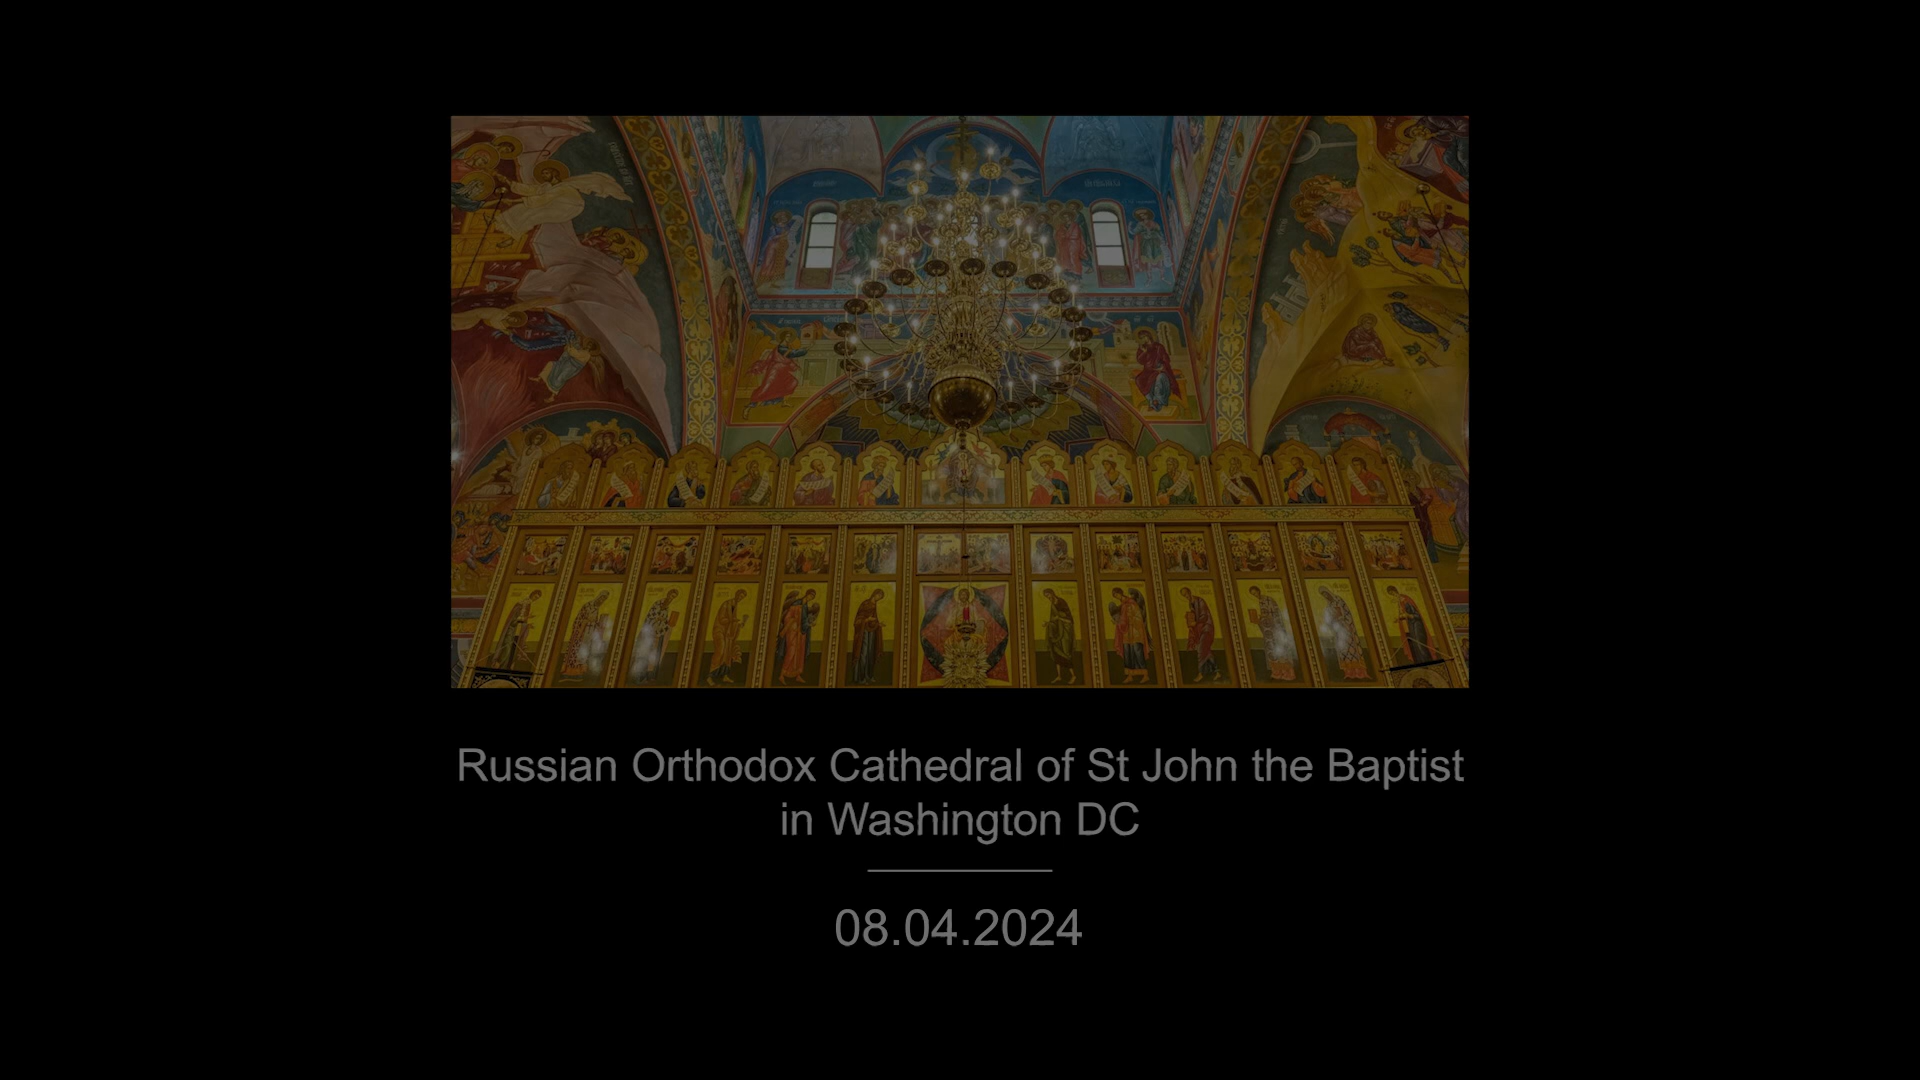 Russian Orthodox Cathedral of St John the Baptist
in Washington DC
08.04.2024